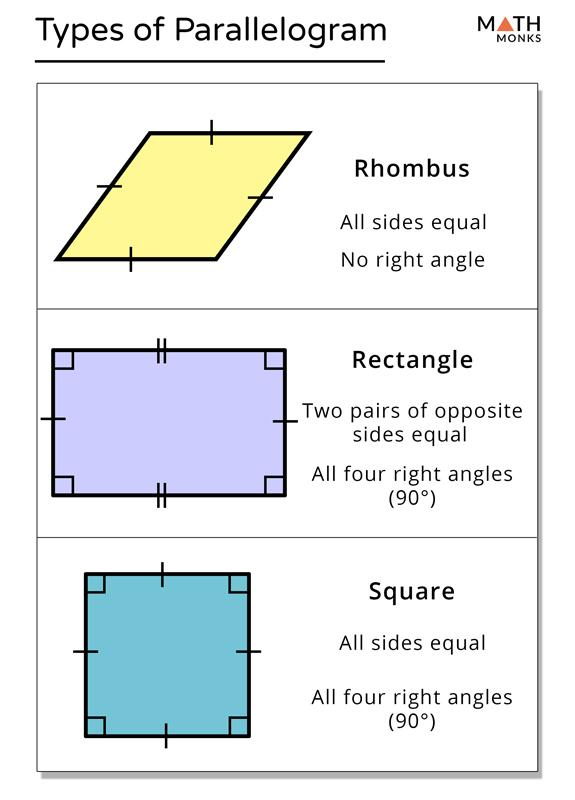 Types of Parallelogram
MATH
MONKS
Rhombus
All sides equal
No right angle
Rectangle
Two pairs of opposite
sides equal
All four right angles
(90°)
Square
All sides equal
All four right angles
(90°)